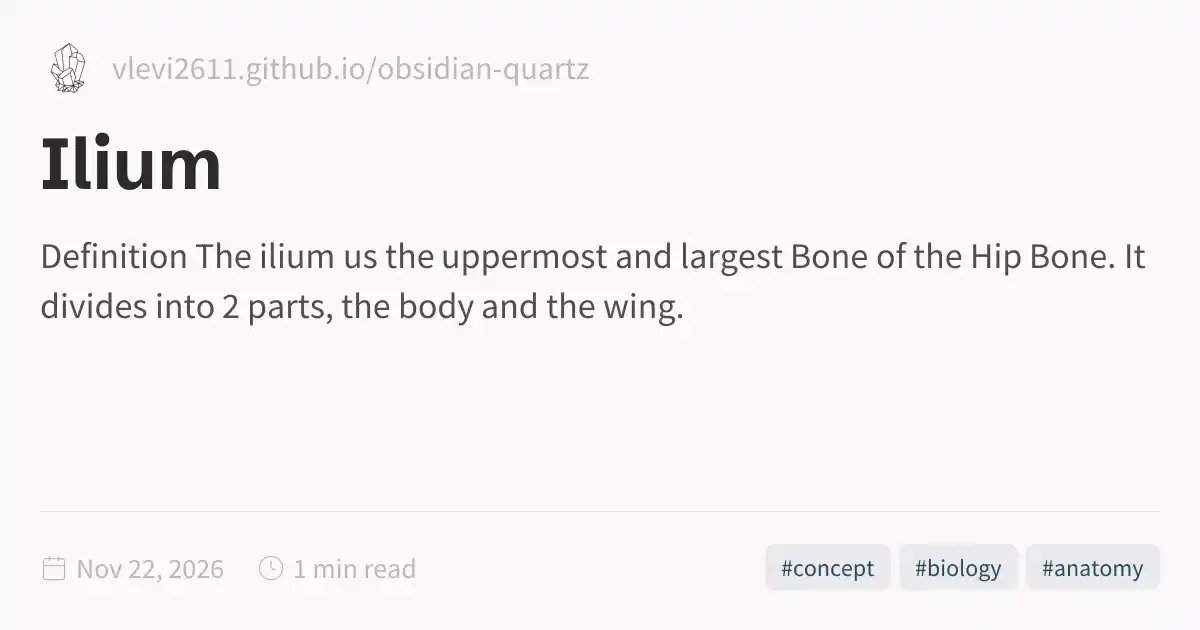 vlevi2611.github.io/obsidian-quartz
Ilium
Definition The ilium us the uppermost and largest Bone of the Hip Bone. It
divides into 2 parts, the body and the wing.
Nov 22, 2026 1 min read #concept #biology #anatomy